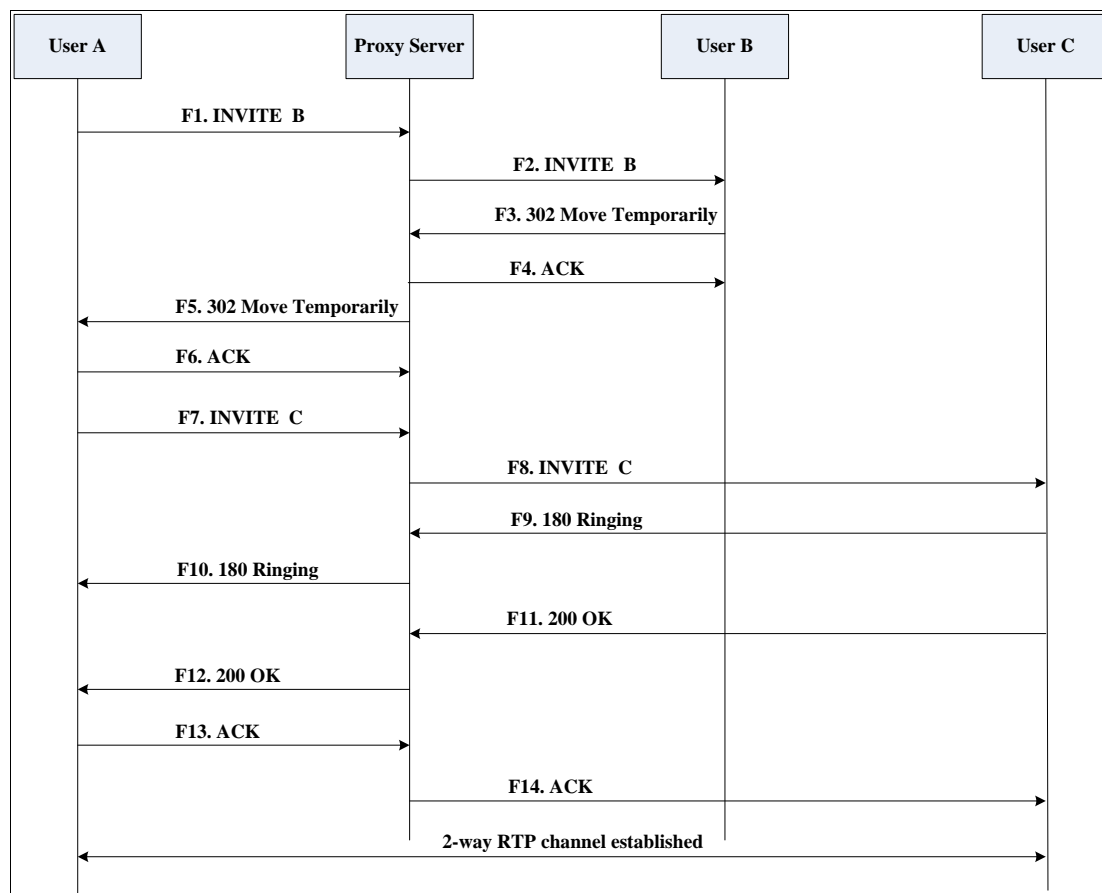 User A
Proxy Server
User B
User C
F1. INVITE  B
F2. INVITE  B
F3. 302 Move Temporarily
F4. ACK
F5. 302 Move Temporarily
F6. ACK
F7. INVITE  C
F8. INVITE  C
F9. 180 Ringing
F10. 180 Ringing
F11. 200 OK
F12. 200 OK
F13. ACK
F14. ACK
2-way RTP channel established